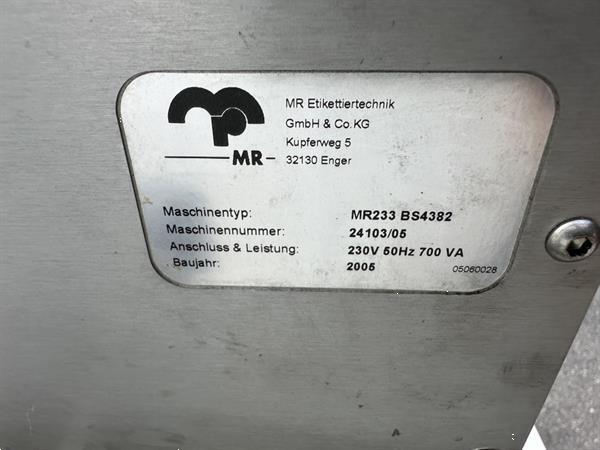 MR Etikettiertechnik
GmbH & Co.KG
Kupferweg 5
32130 Enger
MR
Maschinentyp: MR233 BS4382
Maschinennummer: 24103/05
Anschluss & Leistung: 230V 50Hz 700 VA
Baujahr: 2005
05060028